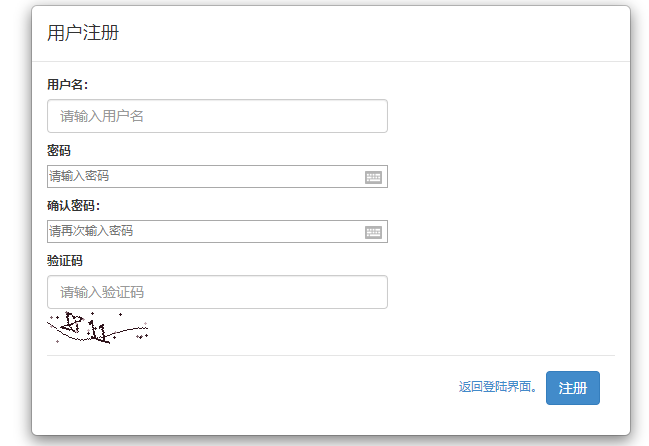 用户注册
用户名：
请输入用户名
密码
请输入密码
确认密码：
请再次输入密码
验证码
请输入验证码
返回登陆界面。 注册